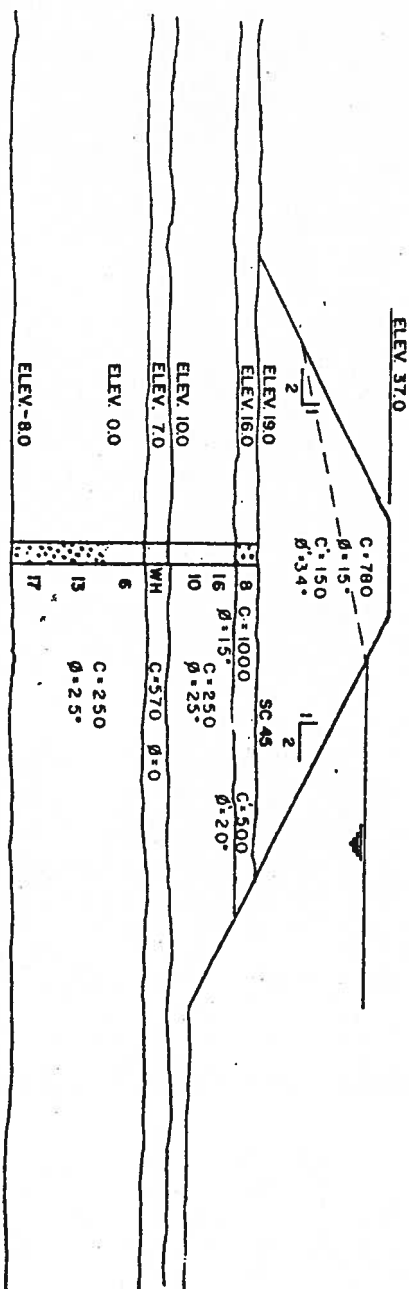 ELEV. 37.0
C = 780
Ø = 15°
C' = 150
Ø' = 34°
1
2
1
2
ELEV. 19.0
SC 45
ELEV. 16.0
8
C = 1000
Ø = 15°
C' = 500
Ø' = 20°
16
10
C = 250
Ø = 25°
ELEV. 10.0
ELEV. 7.0
WH
C = 570 Ø = 0
6
ELEV. 0.0
13
C = 250
Ø = 25°
17
ELEV. -8.0